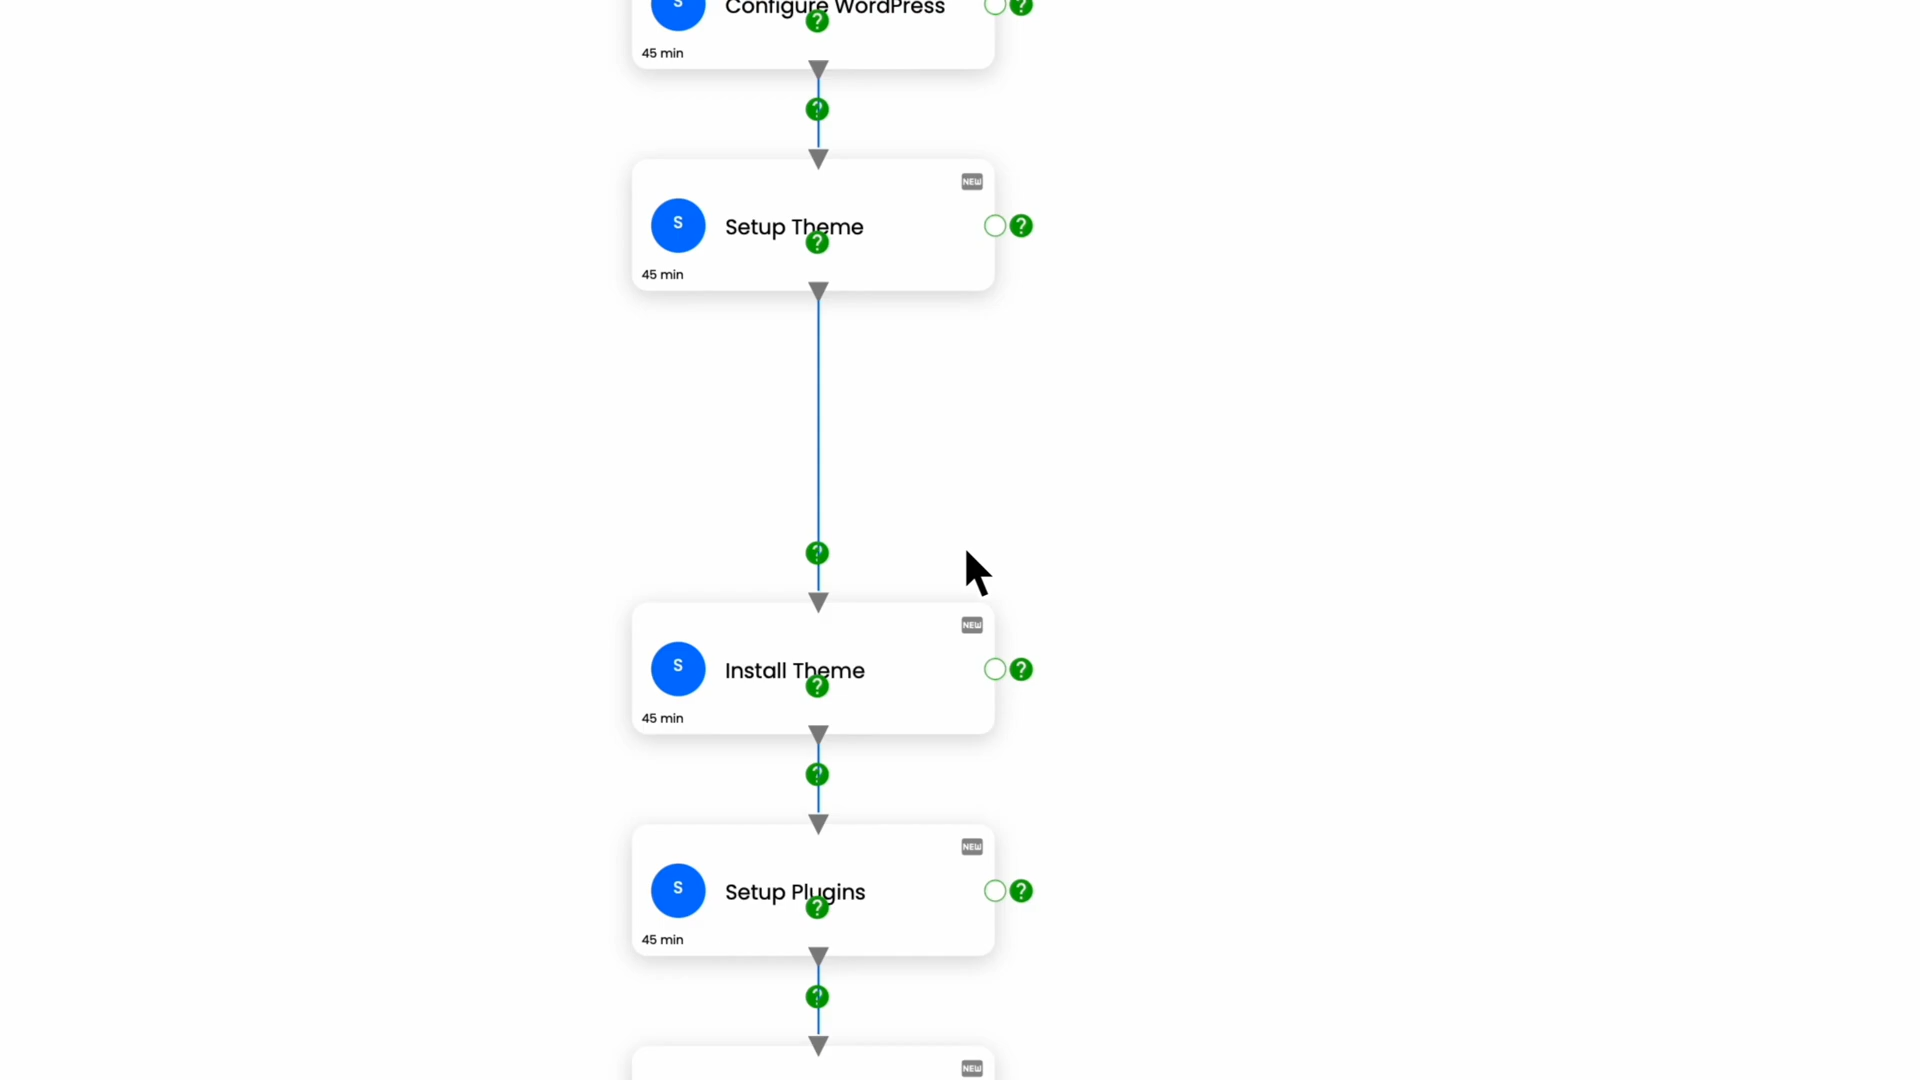 S
Configure WordPress
?
?
45 min
?
NEW
S
Setup Theme
?
?
45 min
?
NEW
S
Install Theme
?
?
45 min
?
NEW
S
Setup Plugins
?
?
45 min
?
NEW